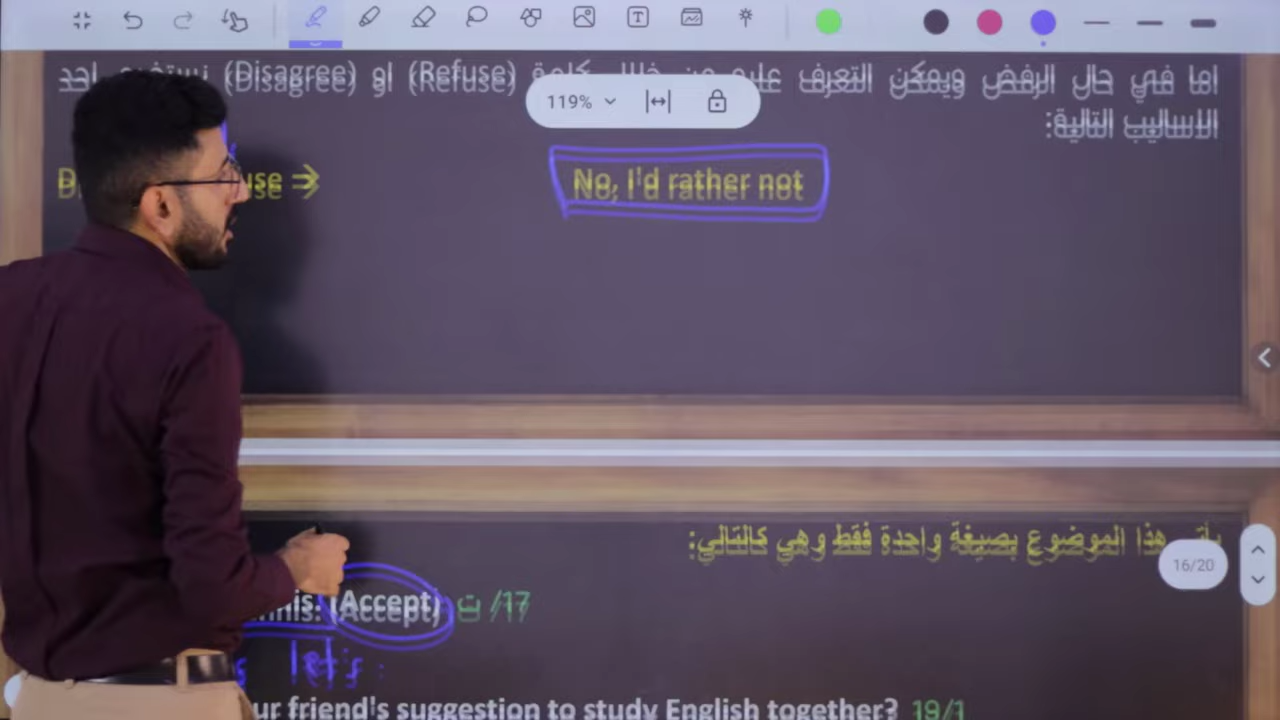 اما في حال الرفض ويمكن التعرف عليه من خلال كلمة (Refuse) او (Disagree) نستخدم احد
119%
الاساليب التالية:
use ⇒ No, I'd rather not
يأتي هذا الموضوع بصيغة واحدة فقط وهي كالتالي:
16/20
nnis. (Accept) ت /17
let's.
ur friend's suggestion to study English together? 19/1